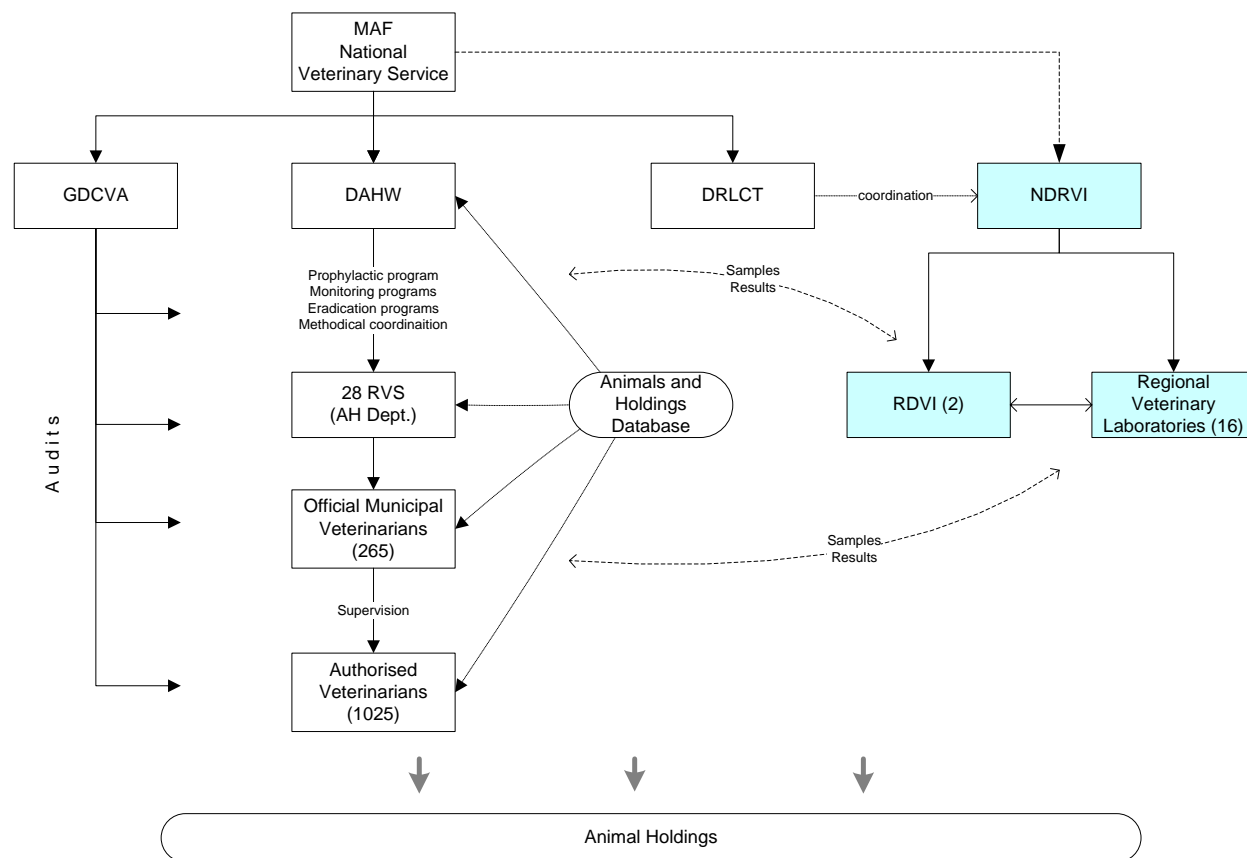 MAF
National
Veterinary Service
GDCVA
DAHW
DRLCT
coordination
NDRVI
Prophylactic program
Monitoring programs
Eradication programs
Methodical coordinaition
Samples
Results
28 RVS
(AH Dept.)
Animals and
Holdings
Database
RDVI (2)
Regional
Veterinary
Laboratories (16)
Audits
Official Municipal
Veterinarians
(265)
Samples
Results
Supervision
Authorised
Veterinarians
(1025)
Animal Holdings